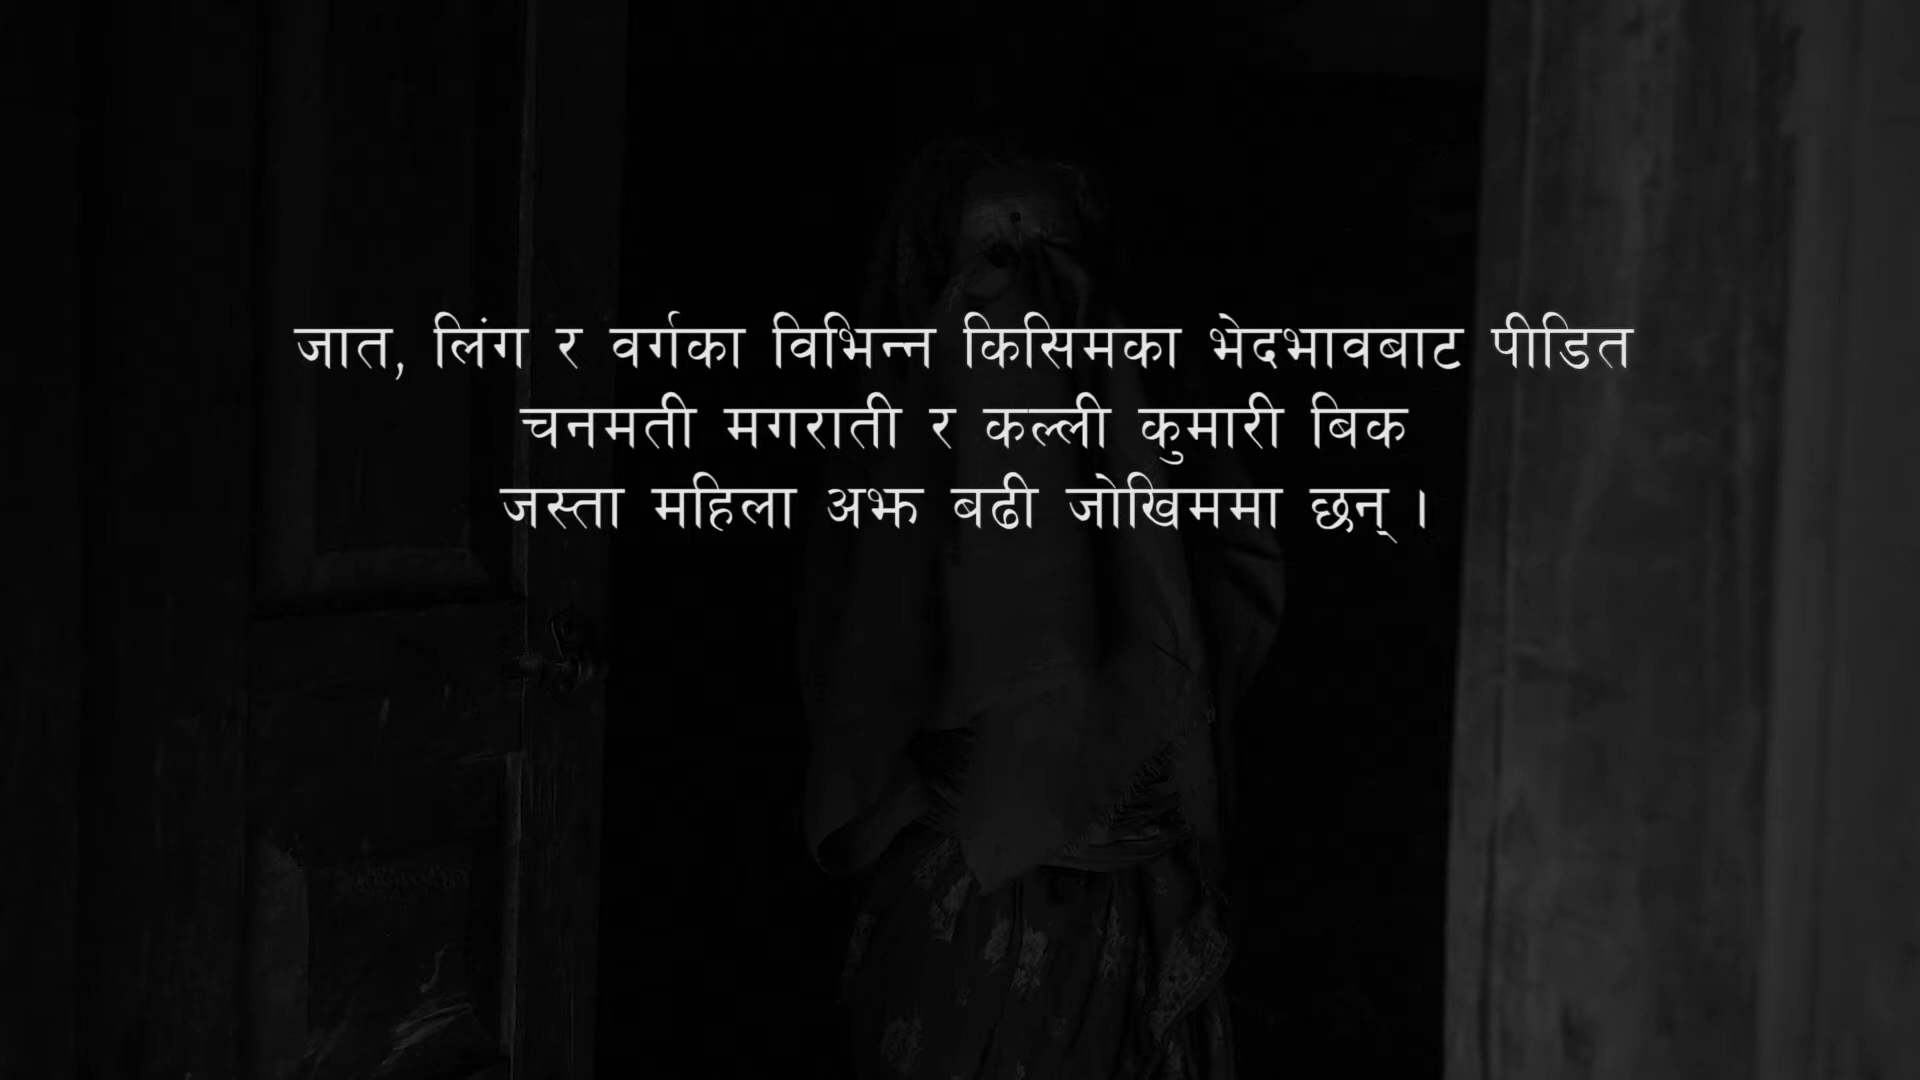 जात, लिंग र वर्गका विभिन्न किसिमका भेदभावबाट पीडित
चनमती मगराती र कल्ली कुमारी बिक
जस्ता महिला अझ बढी जोखिममा छन् ।